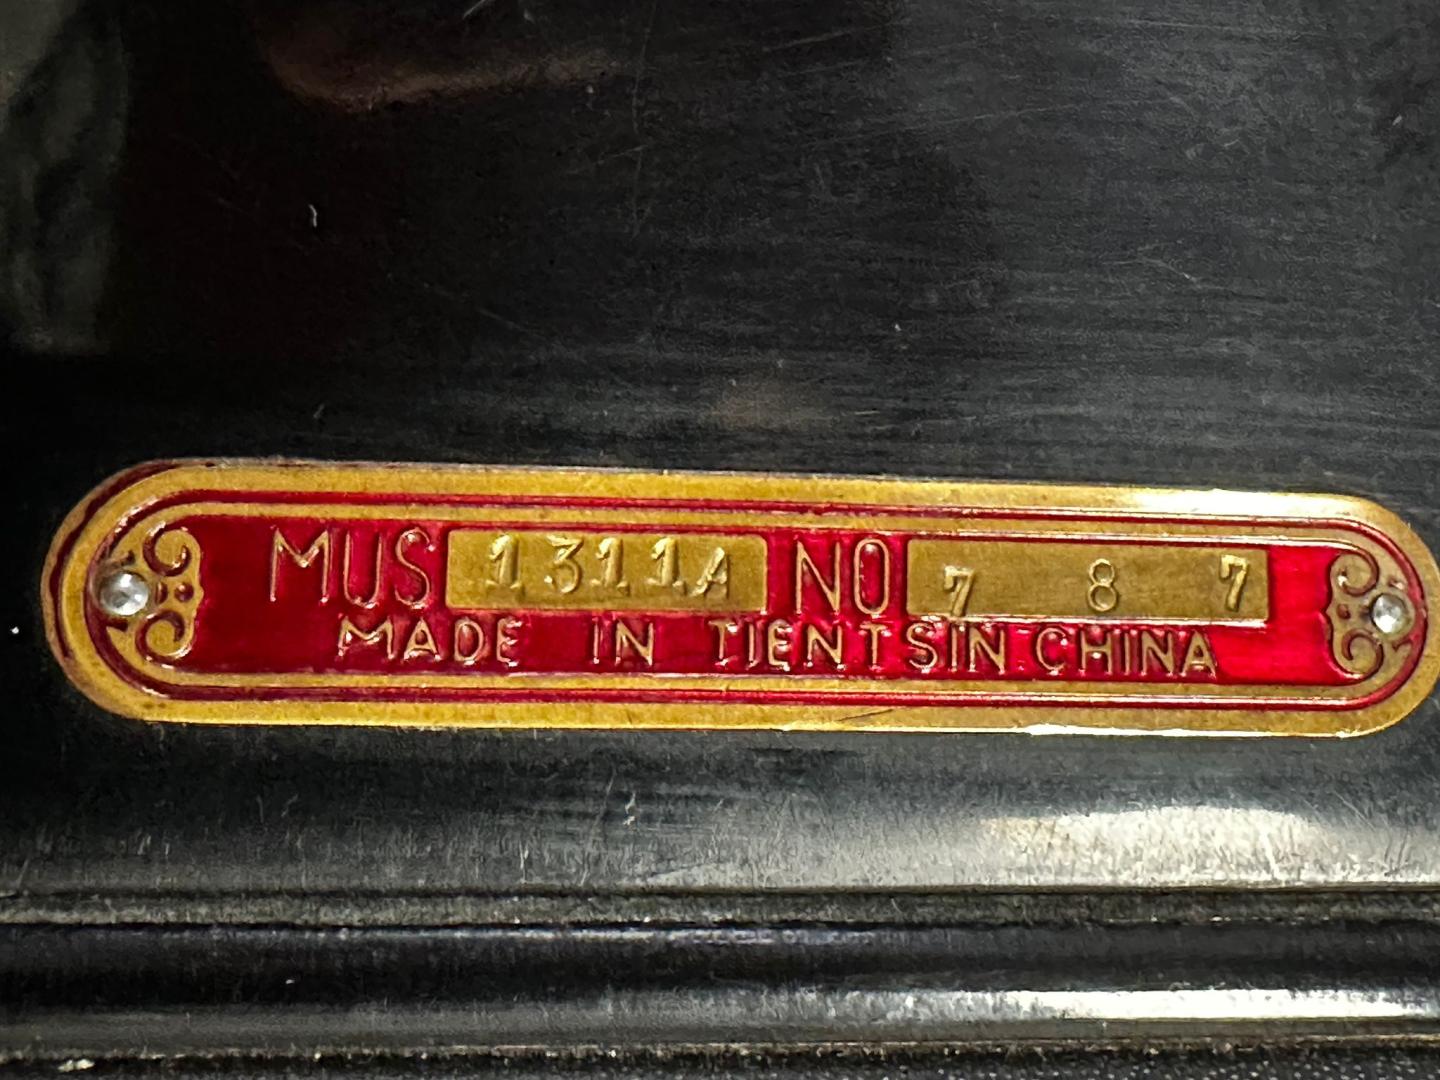 MUS 1311A NO 7 8 7
MADE IN TIENTSIN CHINA